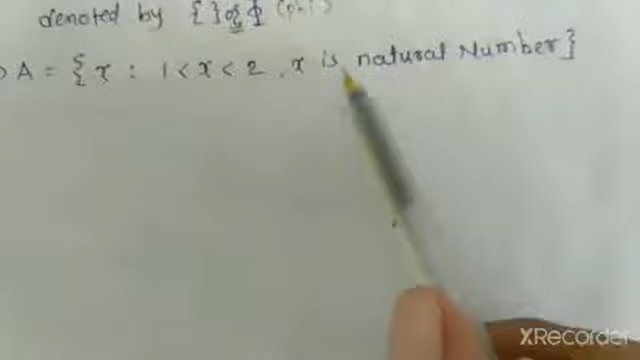 denoted by { } or Φ (phi)
A = { x : 1 < x < 2 , x is natural Number }
XRecorder